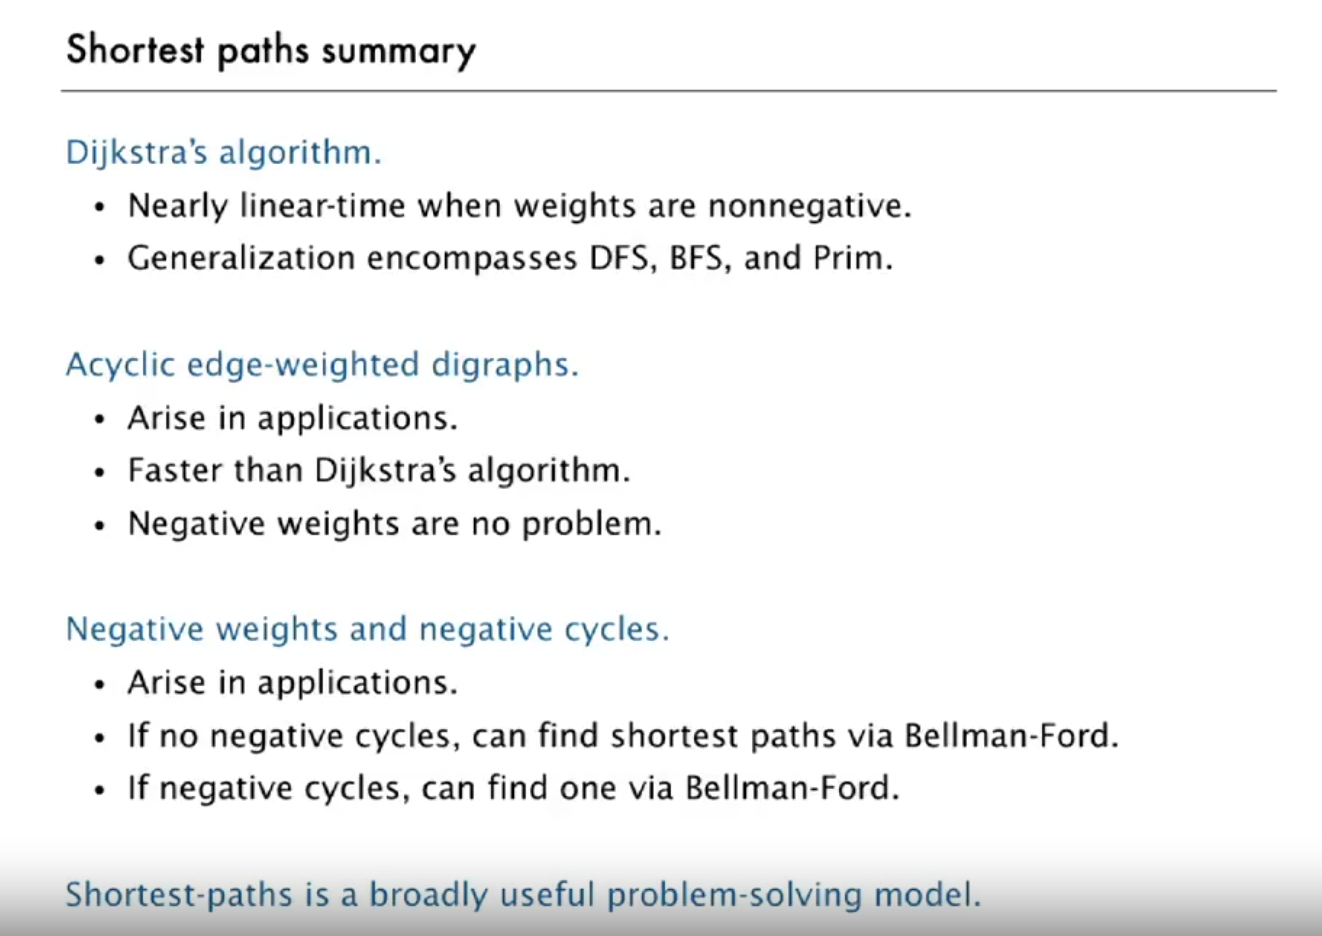 Shortest paths summary
Dijkstra's algorithm.
• Nearly linear-time when weights are nonnegative.
• Generalization encompasses DFS, BFS, and Prim.
Acyclic edge-weighted digraphs.
• Arise in applications.
• Faster than Dijkstra's algorithm.
• Negative weights are no problem.
Negative weights and negative cycles.
• Arise in applications.
• If no negative cycles, can find shortest paths via Bellman-Ford.
• If negative cycles, can find one via Bellman-Ford.
Shortest-paths is a broadly useful problem-solving model.